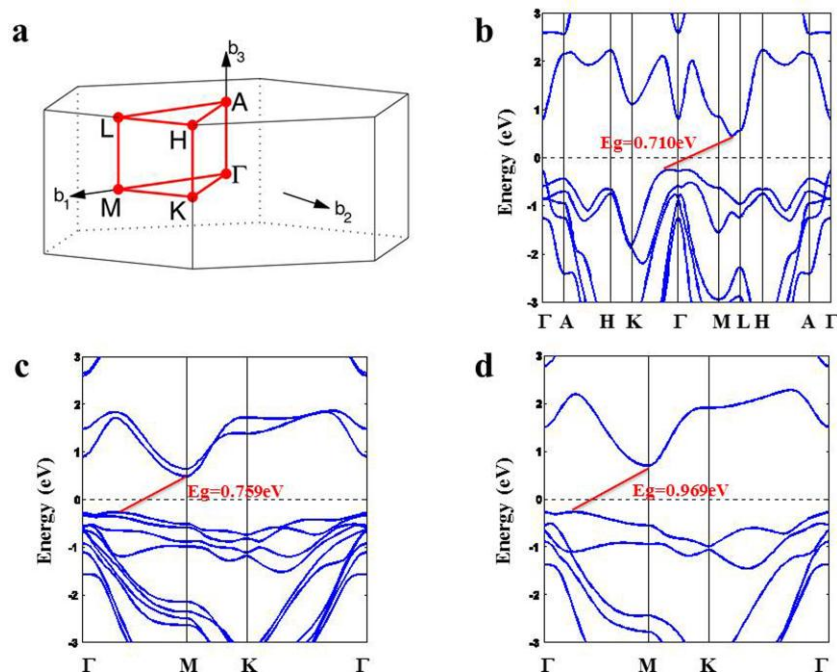 a
b₃
A
L
H
Γ
b₁
M
K
b₂
b
3
2
1
0
-1
-2
-3
Energy (eV)
Eg=0.710eV
Γ A H K Γ M L H A Γ
c
3
2
1
0
-1
-2
-3
Energy (eV)
Eg=0.759eV
Γ M K Γ
d
3
2
1
0
-1
-2
-3
Energy (eV)
Eg=0.969eV
Γ M K Γ